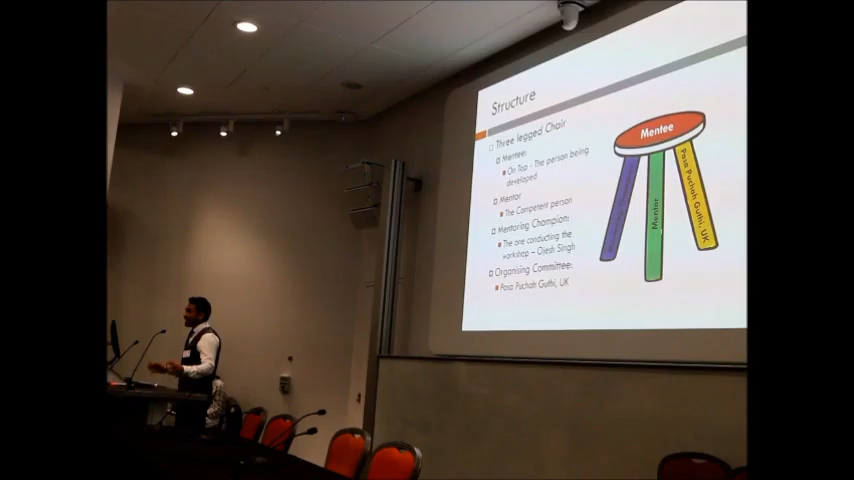 Structure
Three legged Chair
Mentee:
On Top - The person being
developed
Mentor
The Competent person
Mentoring Champion:
The one conducting the
workshop – Ojesh Singh
Organising Committee:
Pasa Puchah Guthi, UK
Mentee
Mentor
Pasa Puchah Guthi, UK